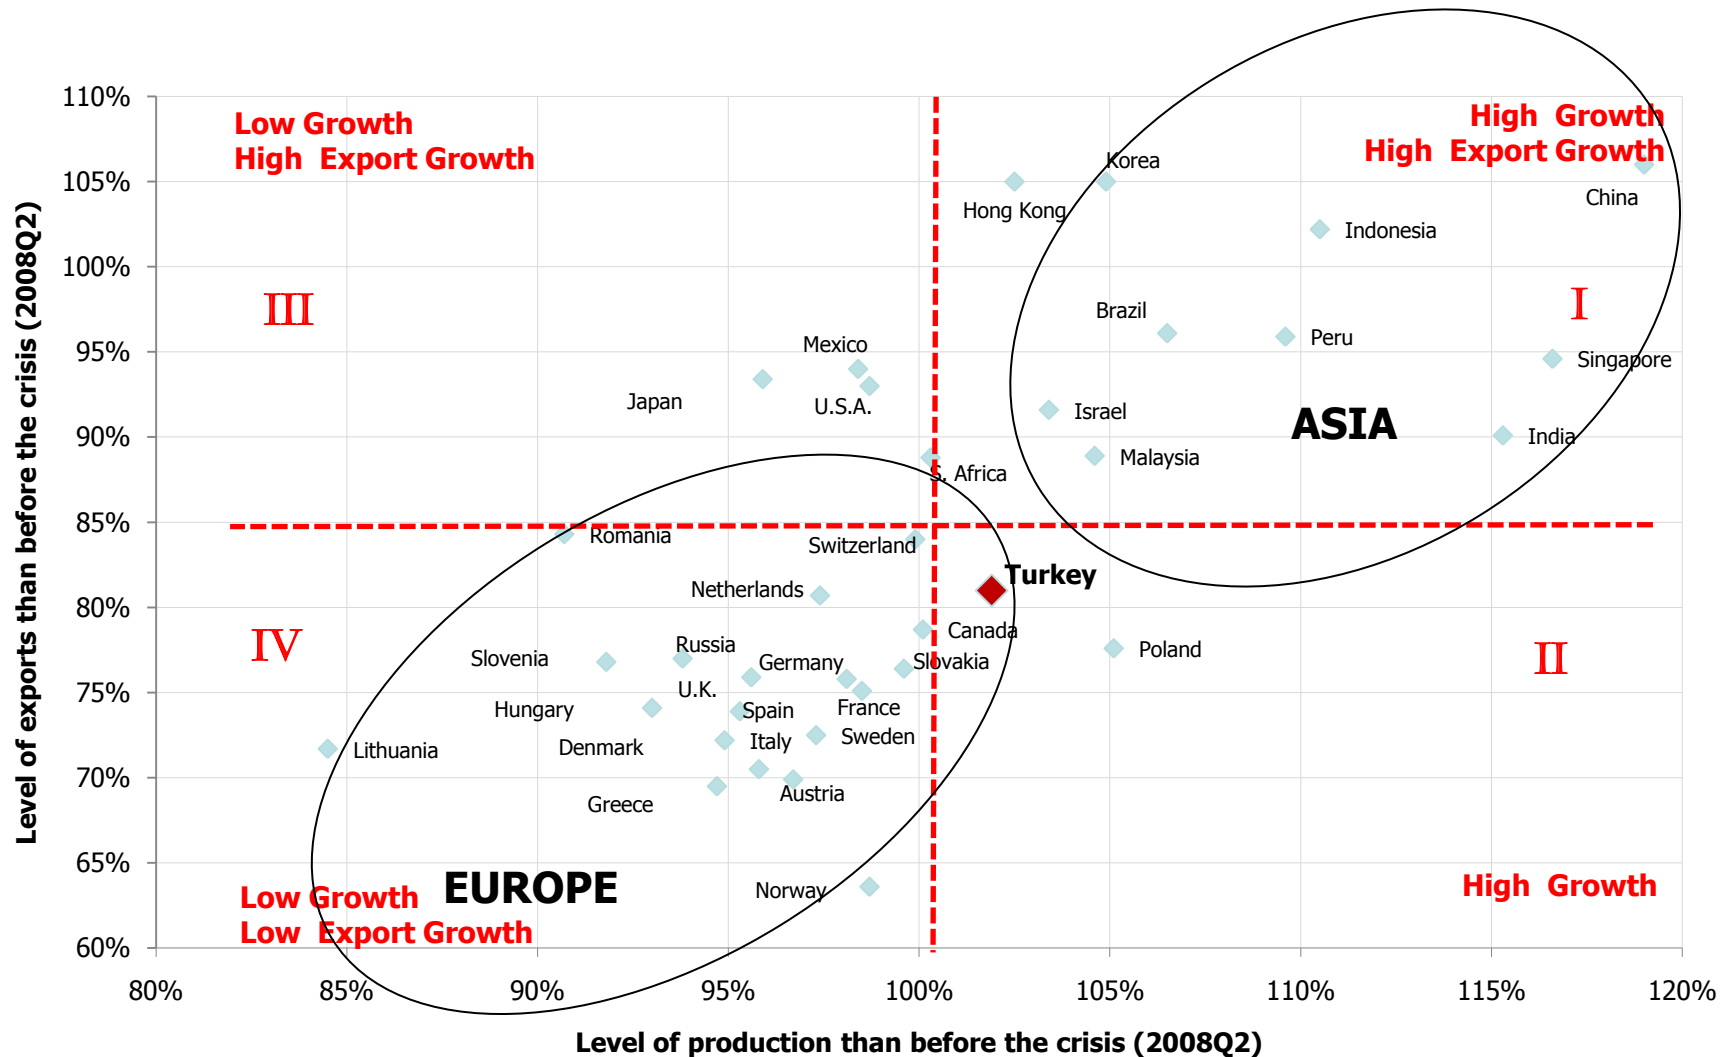 110%
Low Growth
High Export Growth
High Growth
High Export Growth
Korea
105%
China
Hong Kong
Indonesia
100%
III
I
Brazil
Peru
Mexico
95%
Singapore
Japan
U.S.A.
Israel
ASIA
90%
India
Malaysia
S. Africa
85%
Romania
Switzerland
Turkey
Netherlands
80%
Canada
IV
Russia
Poland
Slovenia
Germany
Slovakia
II
U.K.
75%
Hungary
Spain
France
Denmark
Italy
Sweden
Lithuania
70%
Austria
Greece
65%
EUROPE
Norway
High Growth
Low Growth
Low Export Growth
60%
80%
85%
90%
95%
100%
105%
110%
115%
120%
Level of production than before the crisis (2008Q2)
Level of exports than before the crisis (2008Q2)